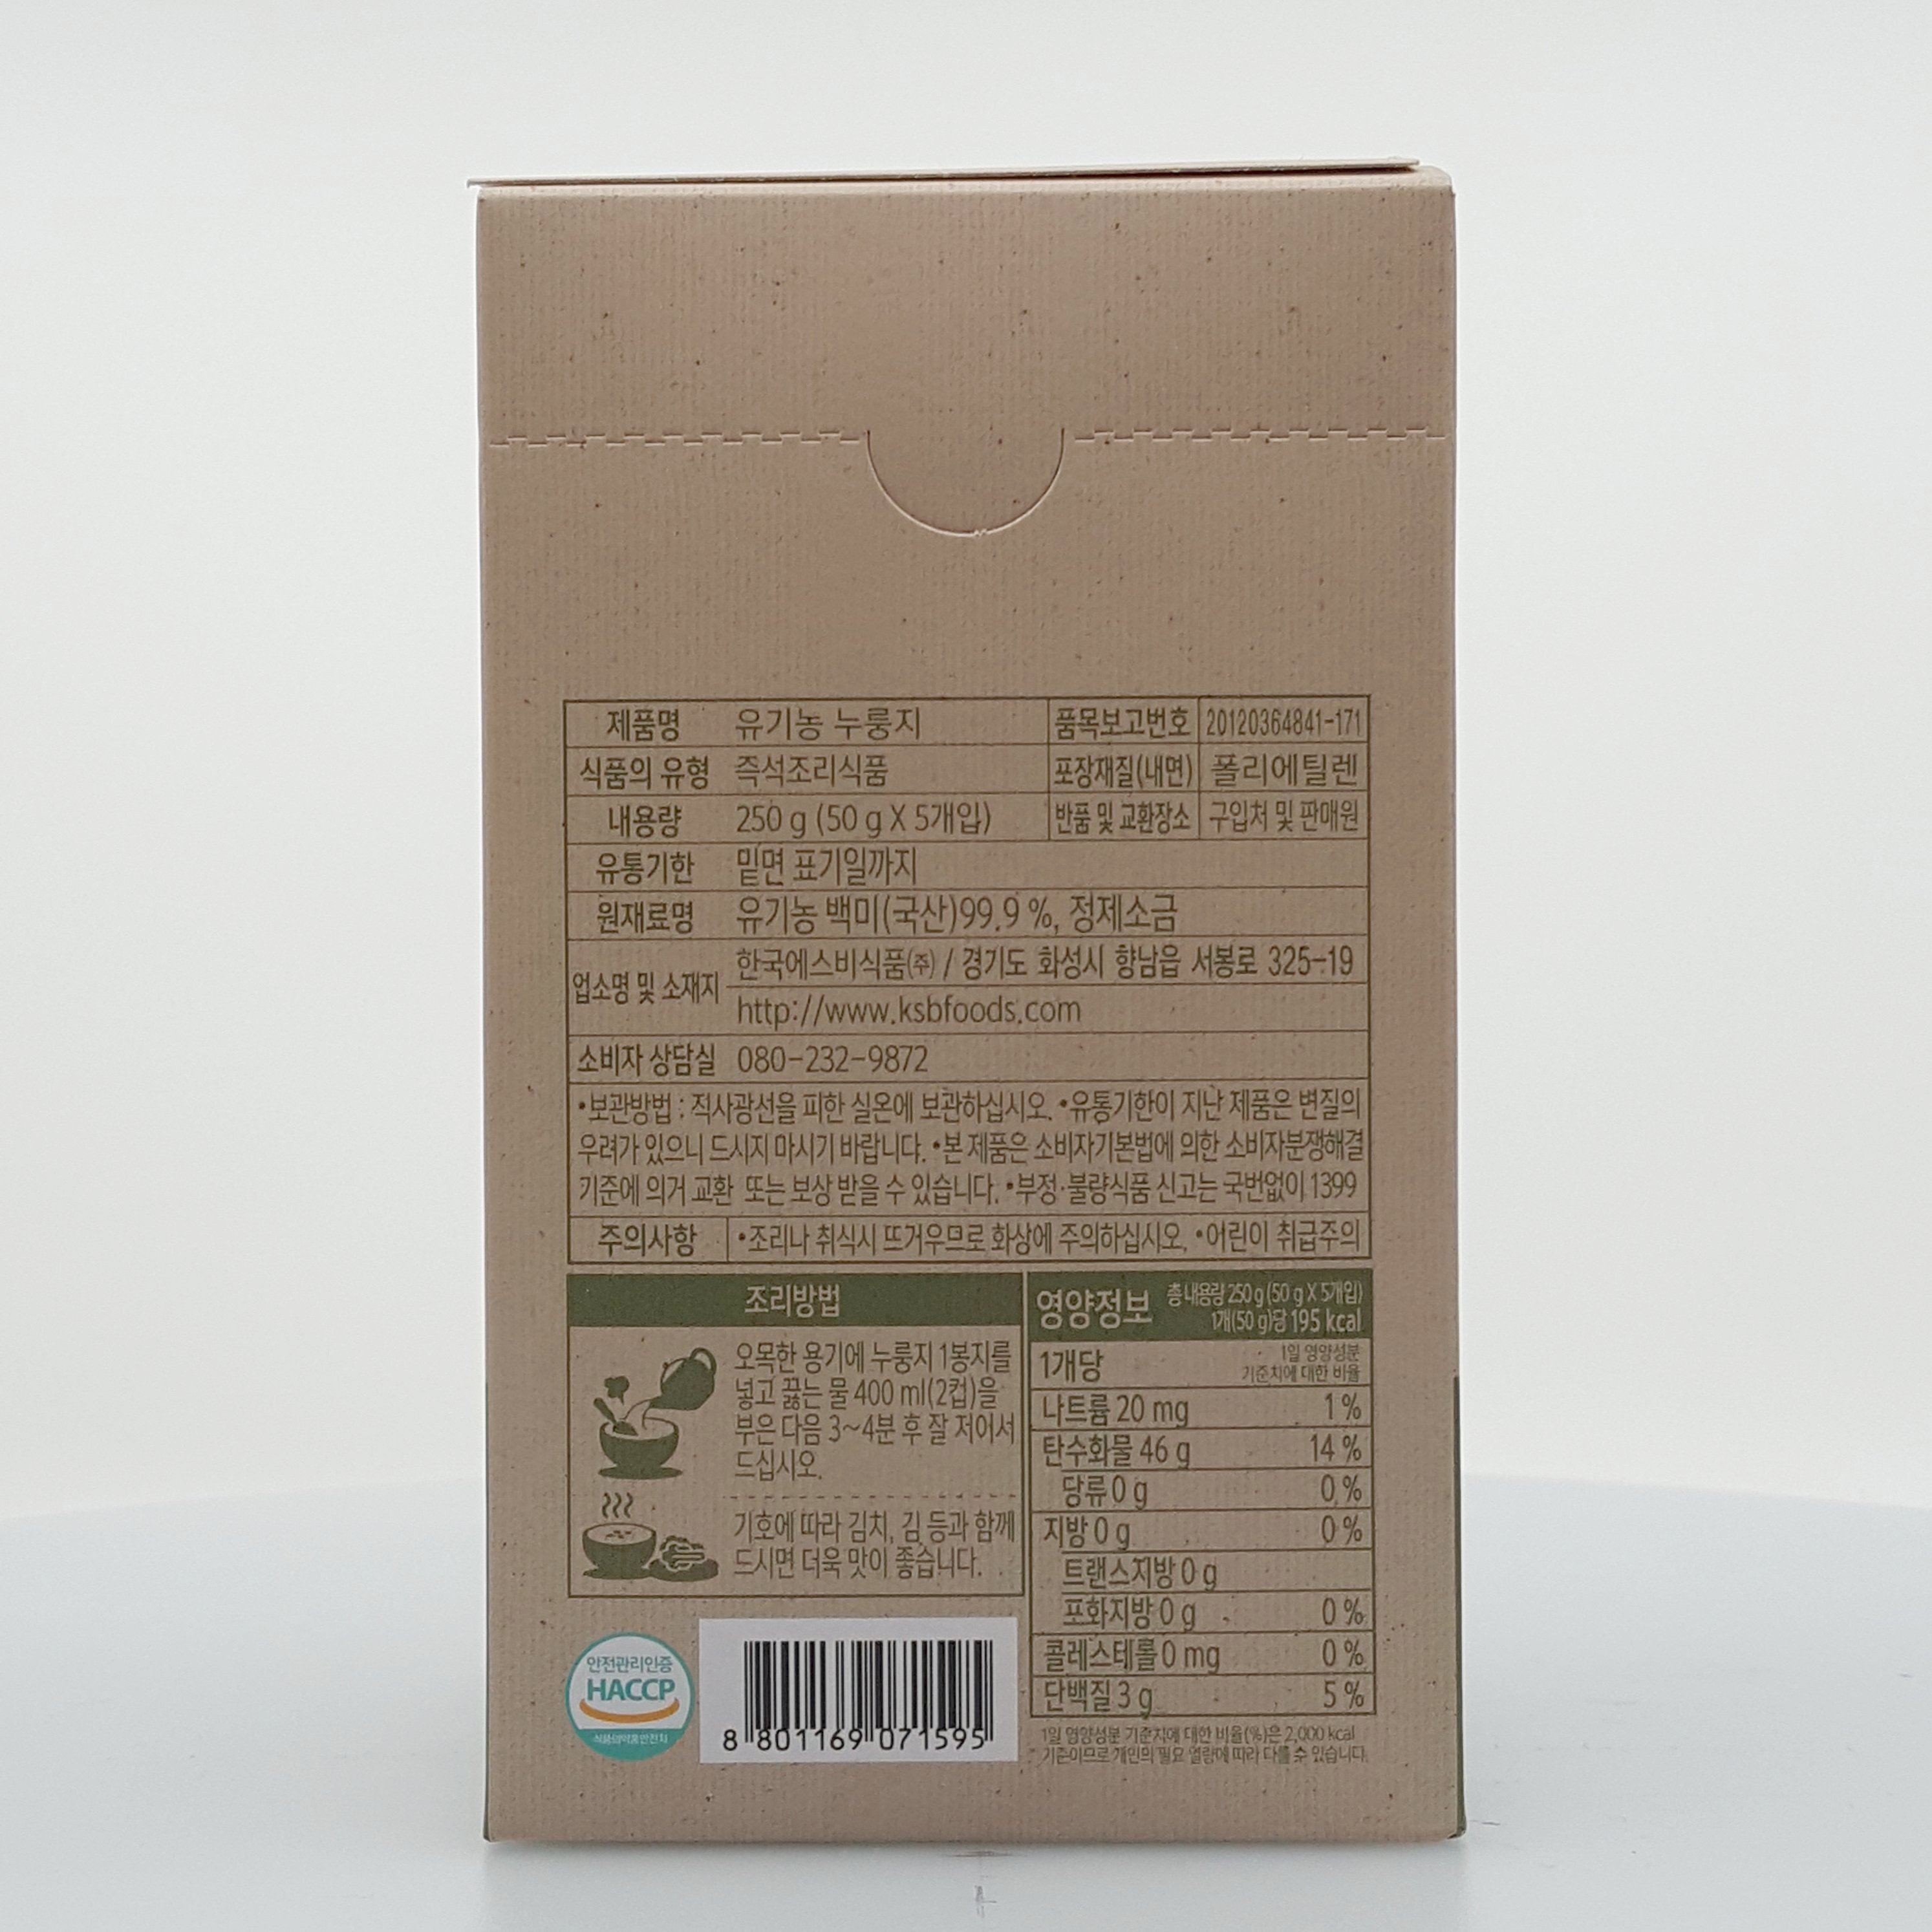 제품명 유기농 누룽지 품목보고번호 20120364841-171
식품의 유형 즉석조리식품 포장재질(내면) 폴리에틸렌
내용량 250 g (50 g X 5개입) 반품 및 교환장소 구입처 및 판매원
유통기한 밑면 표기일까지
원재료명 유기농 백미(국산)99.9 %, 정제소금
업소명 및 소재지 한국에스비식품㈜ / 경기도 화성시 향남읍 서봉로 325-19
http://www.ksbfoods.com
소비자 상담실 080-232-9872
•보관방법 : 적사광선을 피한 실온에 보관하십시오. •유통기한이 지난 제품은 변질의
우려가 있으니 드시지 마시기 바랍니다. •본 제품은 소비자기본법에 의한 소비자분쟁해결
기준에 의거 교환 또는 보상 받을 수 있습니다. •부정·불량식품 신고는 국번없이 1399
주의사항 •조리나 취식시 뜨거우므로 화상에 주의하십시오. •어린이 취급주의
조리방법
오목한 용기에 누룽지 1봉지를
넣고 끓는 물 400 ml(2컵)을
부은 다음 3~4분 후 잘 저어서
드십시오.
기호에 따라 김치, 김 등과 함께
드시면 더욱 맛이 좋습니다.
영양정보 총 내용량 250 g (50 g X 5개입)
1개(50 g)당 195 kcal
1개당 1일 영양성분
기준치에 대한 비율
나트륨 20 mg 1 %
탄수화물 46 g 14 %
당류 0 g 0 %
지방 0 g 0 %
트랜스지방 0 g
포화지방 0 g 0 %
콜레스테롤 0 mg 0 %
단백질 3 g 5 %
1일 영양성분 기준치에 대한 비율(%)은 2,000 kcal
기준이므로 개인의 필요 열량에 따라 다를 수 있습니다.
안전관리인증
HACCP
식품의약품안전처
8 801169 071595